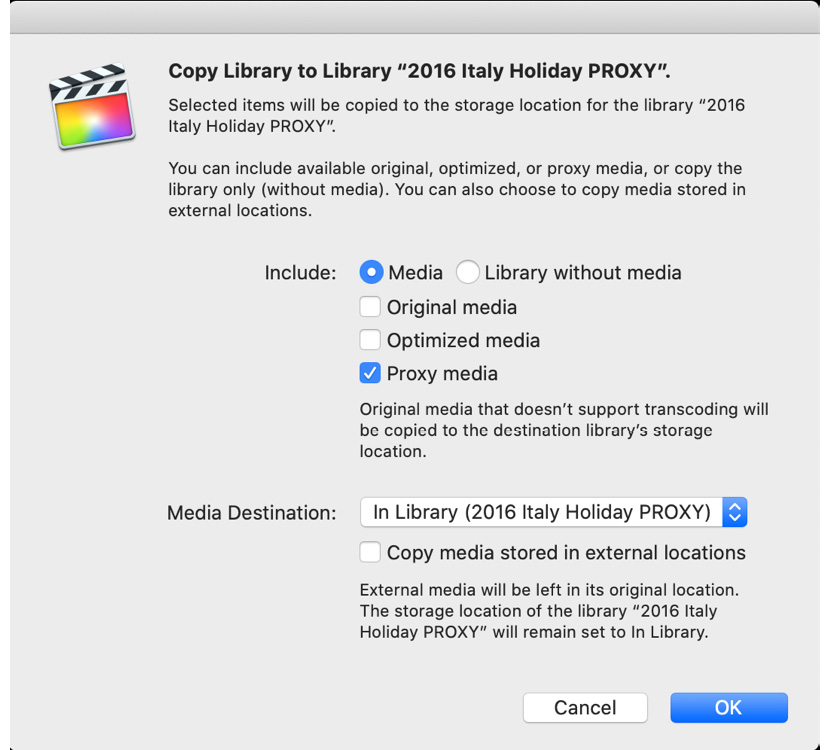 Copy Library to Library “2016 Italy Holiday PROXY”.
Selected items will be copied to the storage location for the library “2016
Italy Holiday PROXY”.
You can include available original, optimized, or proxy media, or copy the
library only (without media). You can also choose to copy media stored in
external locations.
Include: Media Library without media
Original media
Optimized media
Proxy media
Original media that doesn’t support transcoding will
be copied to the destination library’s storage
location.
Media Destination: In Library (2016 Italy Holiday PROXY)
Copy media stored in external locations
External media will be left in its original location.
The storage location of the library “2016 Italy
Holiday PROXY” will remain set to In Library.
Cancel OK